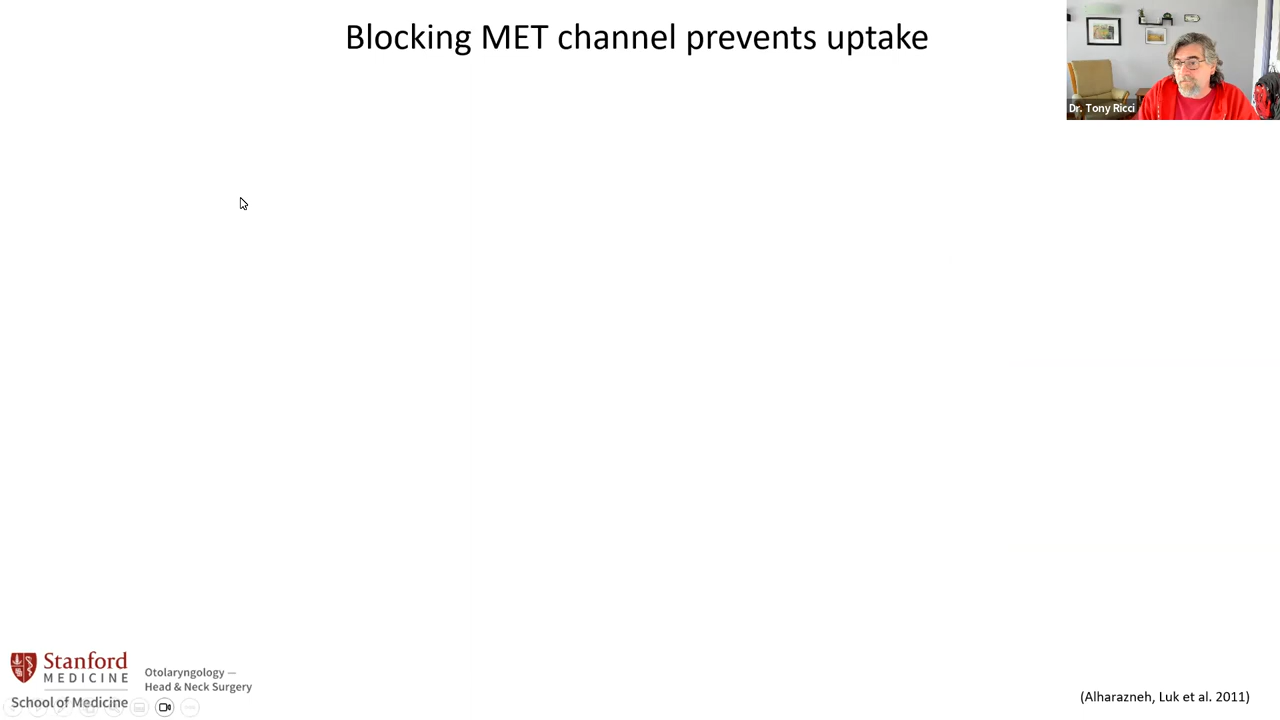 Blocking MET channel prevents uptake
Dr. Tony Ricci
Stanford
MEDICINE
School of Medicine
Otolaryngology —
Head & Neck Surgery
(Alharazneh, Luk et al. 2011)